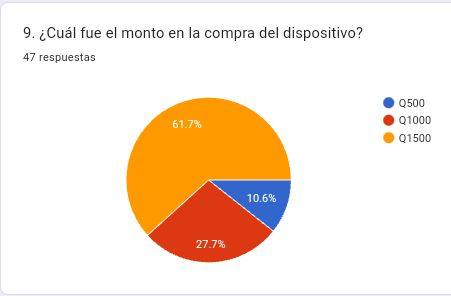 9. ¿Cuál fue el monto en la compra del dispositivo?
47 respuestas
61.7%
10.6%
27.7%
Q500
Q1000
Q1500